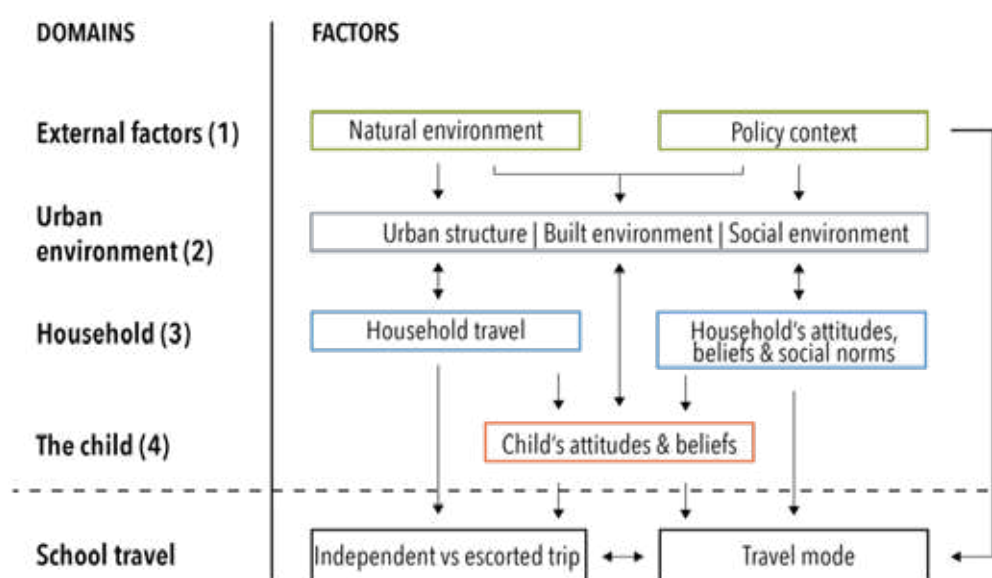 DOMAINS
FACTORS
External factors (1)
Natural environment
Policy context
Urban
environment (2)
Urban structure | Built environment | Social environment
Household (3)
Household travel
Household's attitudes,
beliefs & social norms
The child (4)
Child's attitudes & beliefs
School travel
Independent vs escorted trip
Travel mode